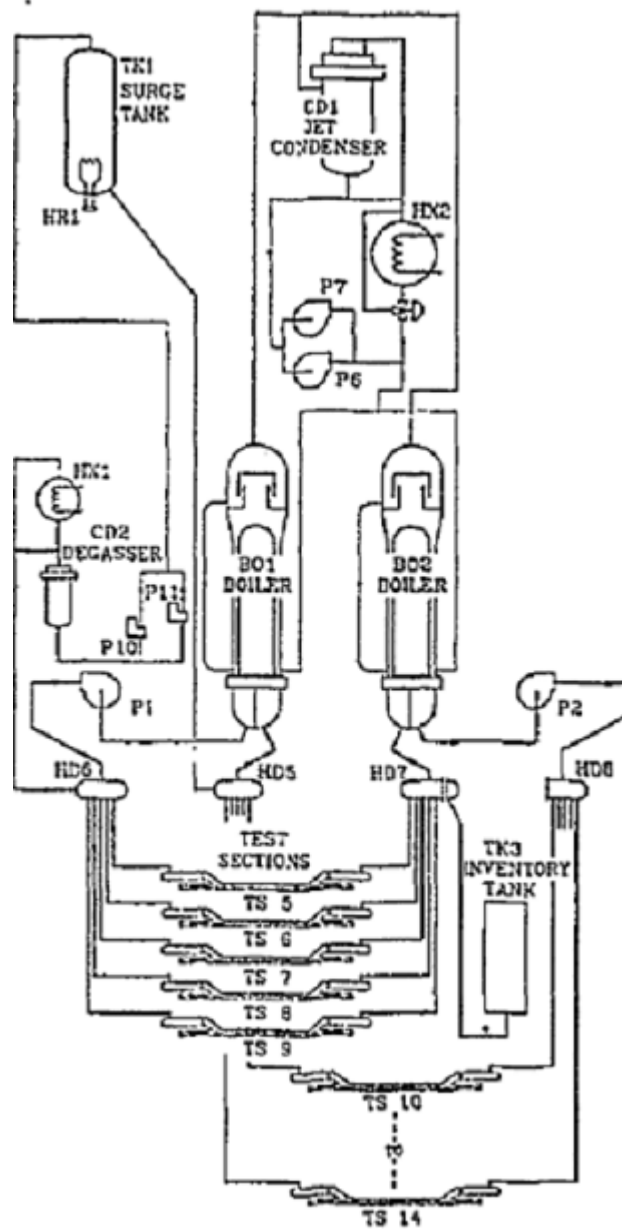 TK1
SURGE
TANK
HR1
CD1
JET
CONDENSER
HX2
P7
P6
HX1
CD2
DEGASSER
P11
P10
BO1
BOILER
BO2
BOILER
P1
P2
HD6
HD5
HD7
HD8
TEST
SECTIONS
TK3
INVENTORY
TANK
TS 5
TS 6
TS 7
TS 8
TS 9
TS 10
TO
TS 14